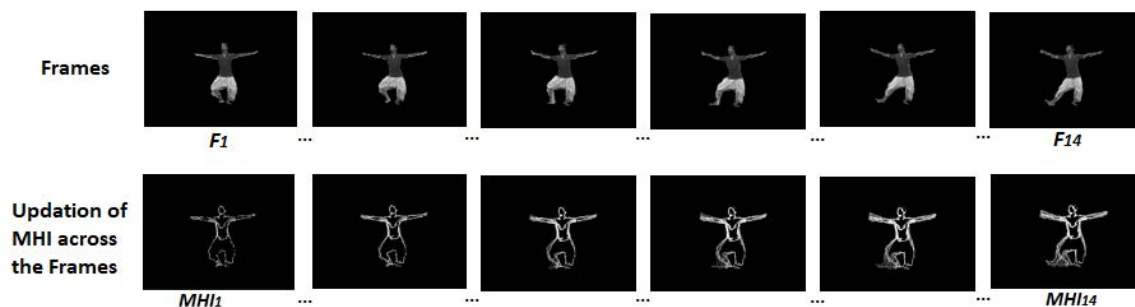 Frames
F1 ... ... ... ... ... F14
Updation of
MHI across
the Frames
MHI1 ... ... ... ... ... MHI14